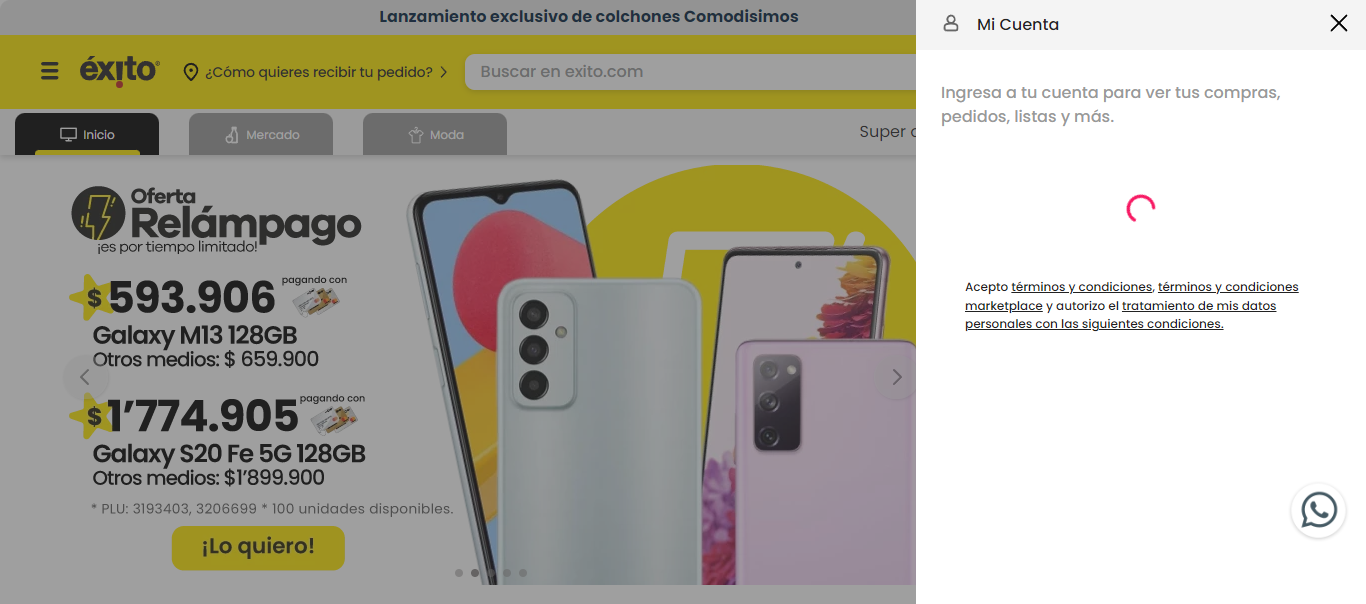 Lanzamiento exclusivo de colchones Comodisimos
Mi Cuenta
éxito
¿Cómo quieres recibir tu pedido?
Buscar en exito.com
Ingresa a tu cuenta para ver tus compras,
pedidos, listas y más.
Inicio
Mercado
Moda
Super
Oferta
Relámpago
¡es por tiempo limitado!
$593.906
pagando con
Galaxy M13 128GB
Otros medios: $ 659.900
$1'774.905
pagando con
Galaxy S20 Fe 5G 128GB
Otros medios: $1'899.900
* PLU: 3193403, 3206699 * 100 unidades disponibles.
¡Lo quiero!
Acepto términos y condiciones, términos y condiciones
marketplace y autorizo el tratamiento de mis datos
personales con las siguientes condiciones.